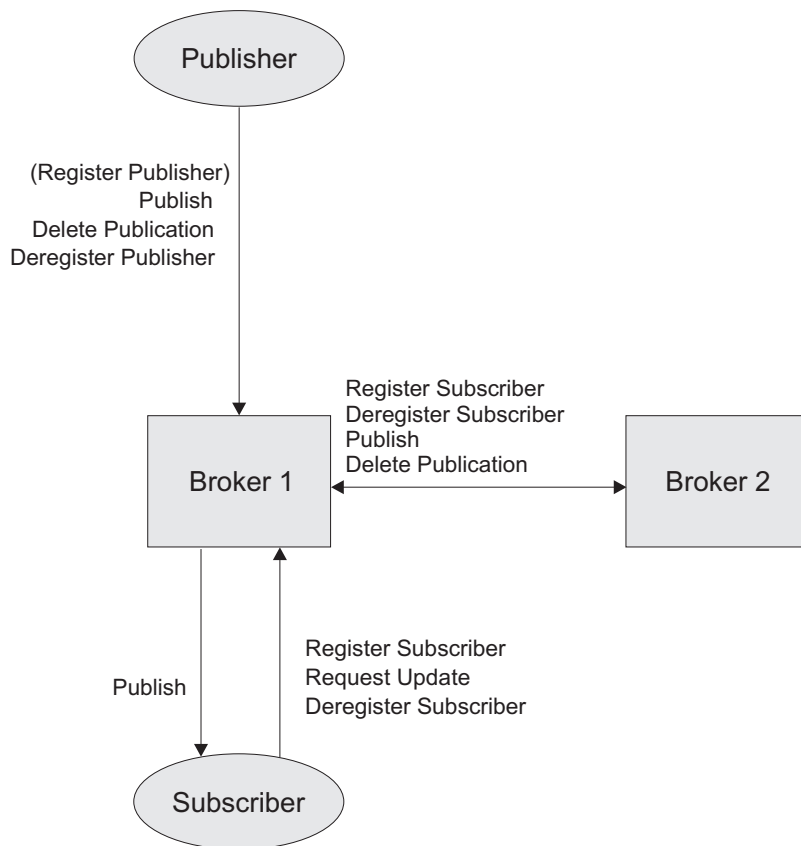 Publisher
(Register Publisher)
Publish
Delete Publication
Deregister Publisher
Register Subscriber
Deregister Subscriber
Publish
Delete Publication
Broker 1
Broker 2
Publish
Register Subscriber
Request Update
Deregister Subscriber
Subscriber